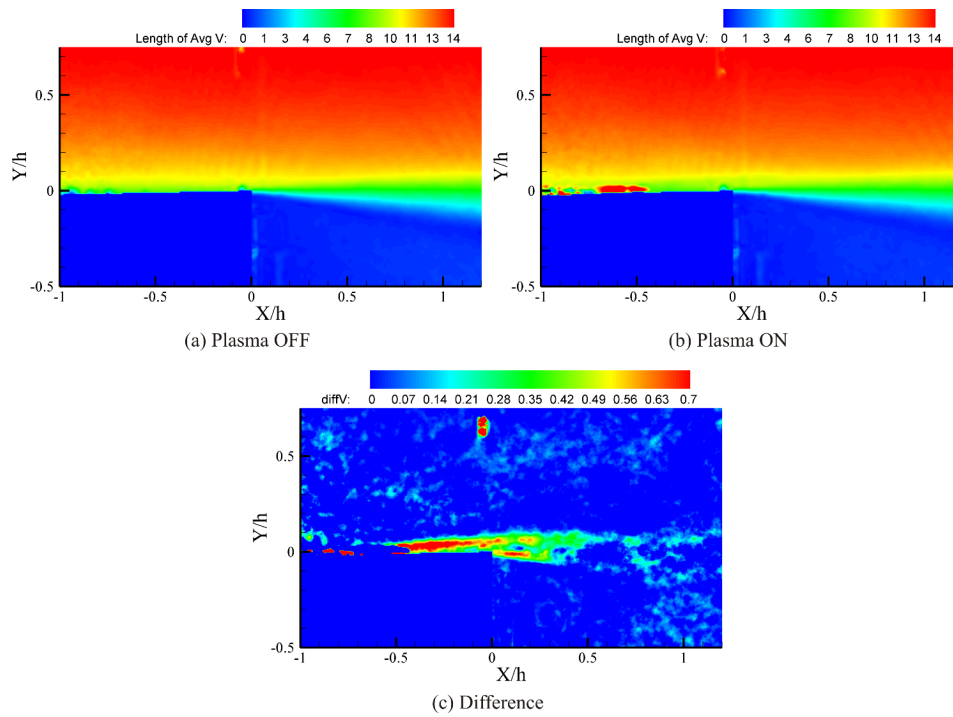 Length of Avg V: 0 1 3 4 6 7 8 10 11 13 14
Y/h
0.5
0
-0.5
-1 -0.5 0 0.5 1
X/h
(a) Plasma OFF
Length of Avg V: 0 1 3 4 6 7 8 10 11 13 14
Y/h
0.5
0
-0.5
-1 -0.5 0 0.5 1
X/h
(b) Plasma ON
diffV: 0 0.07 0.14 0.21 0.28 0.35 0.42 0.49 0.56 0.63 0.7
Y/h
0.5
0
-0.5
-1 -0.5 0 0.5 1
X/h
(c) Difference